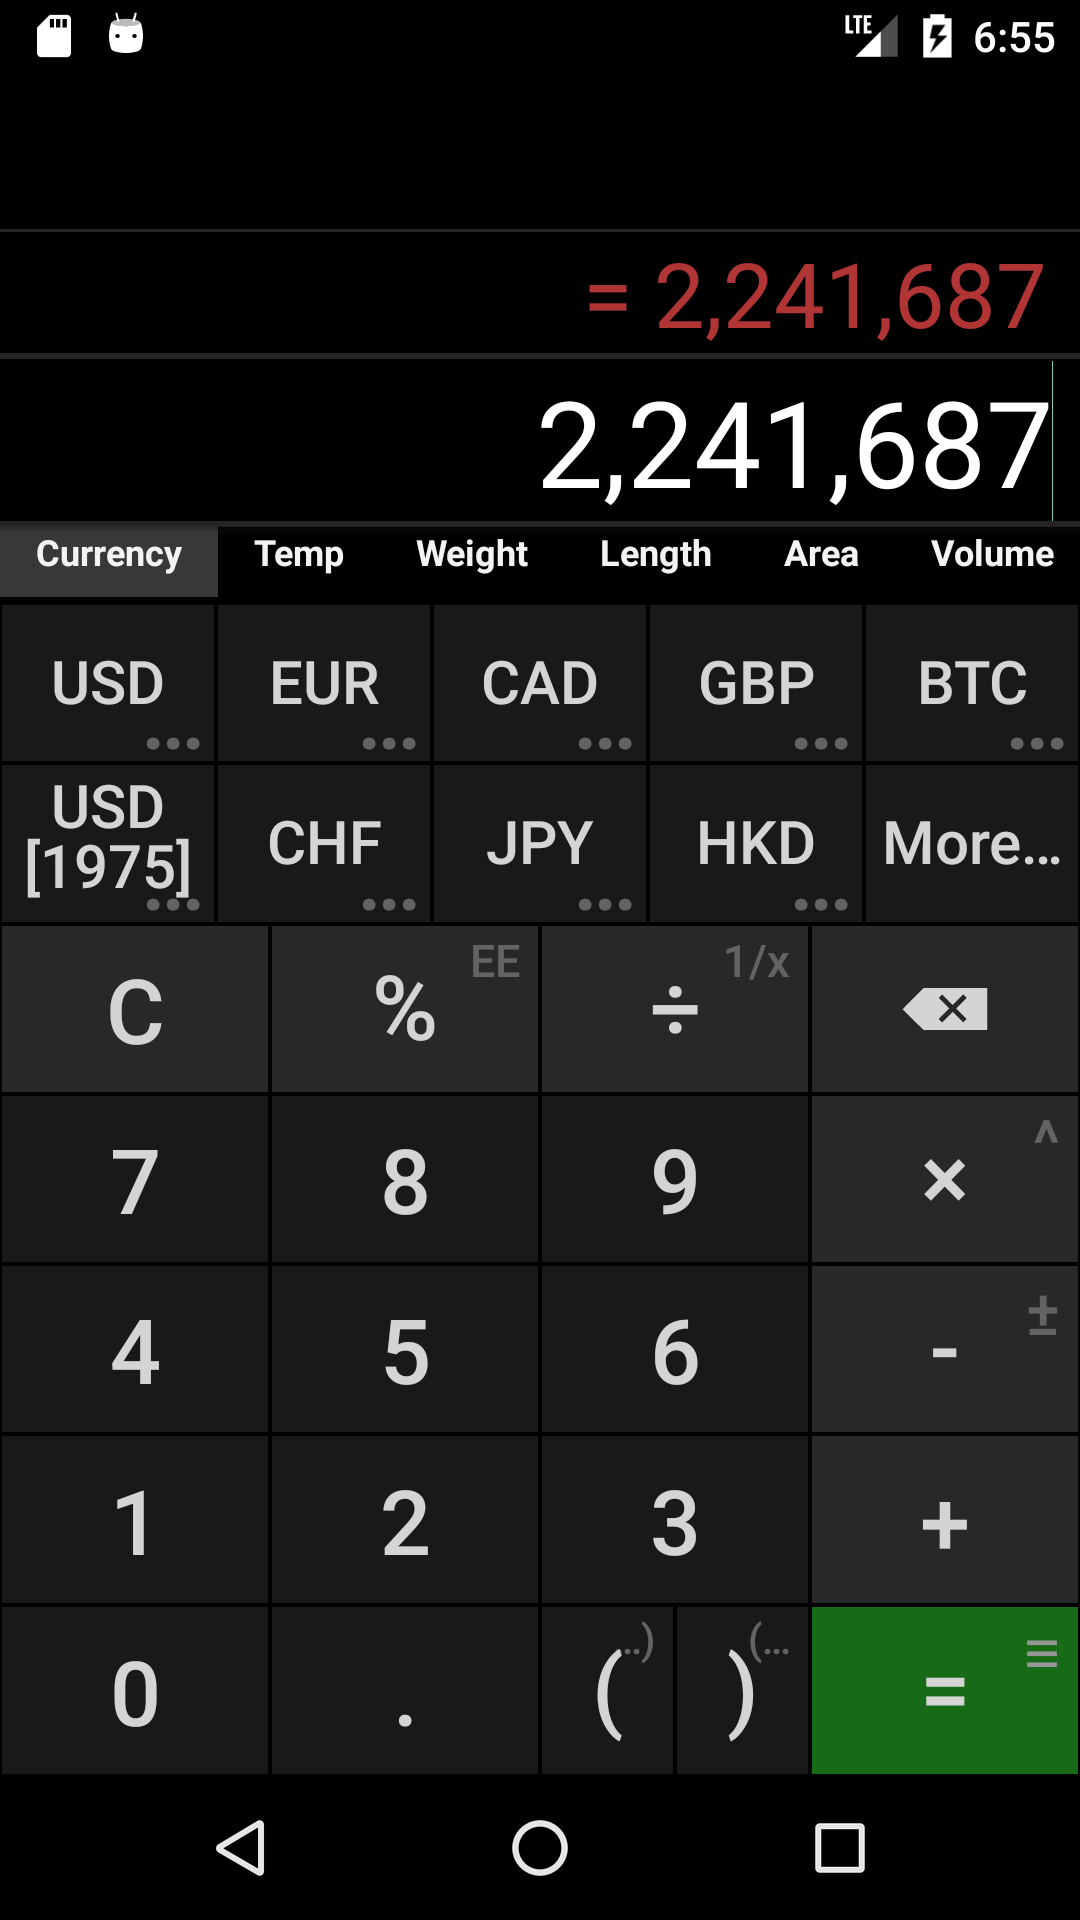 LTE 6:55
= 2,241,687
2,241,687
Currency Temp Weight Length Area Volume
USD EUR CAD GBP BTC
USD [1975] CHF JPY HKD More...
C % EE ÷ 1/x
7 8 9 × ^
4 5 6 - ±
1 2 3 +
0 . ( ..) ) (... =